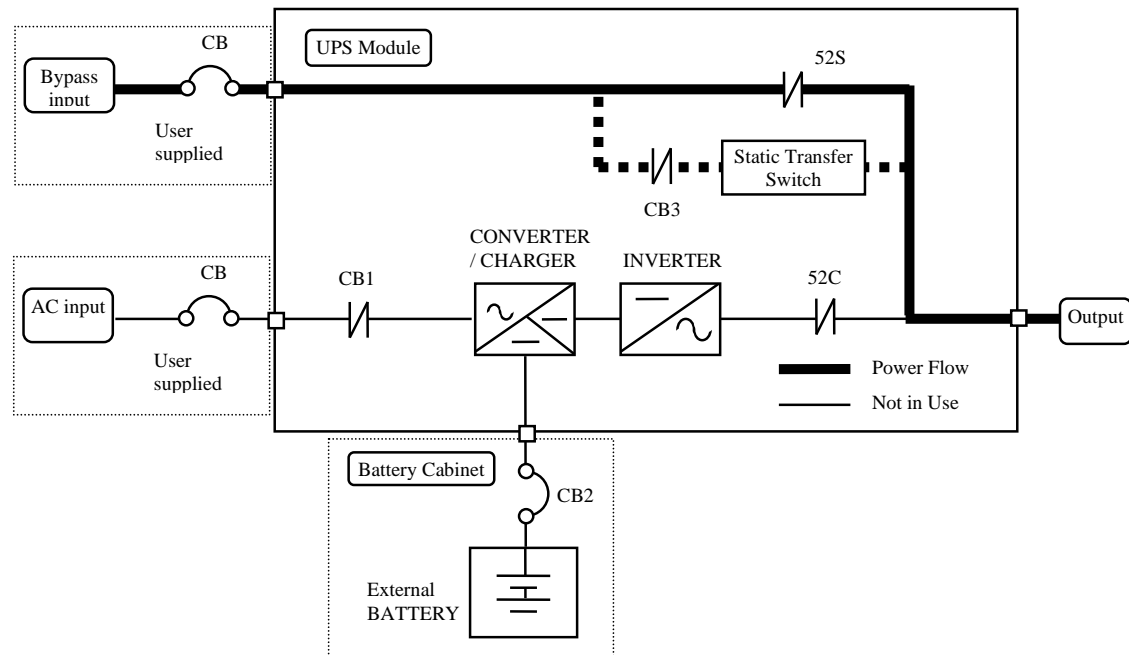 CB
UPS Module
Bypass
input
52S
User
supplied
Static Transfer
Switch
CB3
CONVERTER
/ CHARGER
INVERTER
CB
CB1
52C
AC input
Output
User
supplied
Power Flow
Not in Use
Battery Cabinet
CB2
External
BATTERY